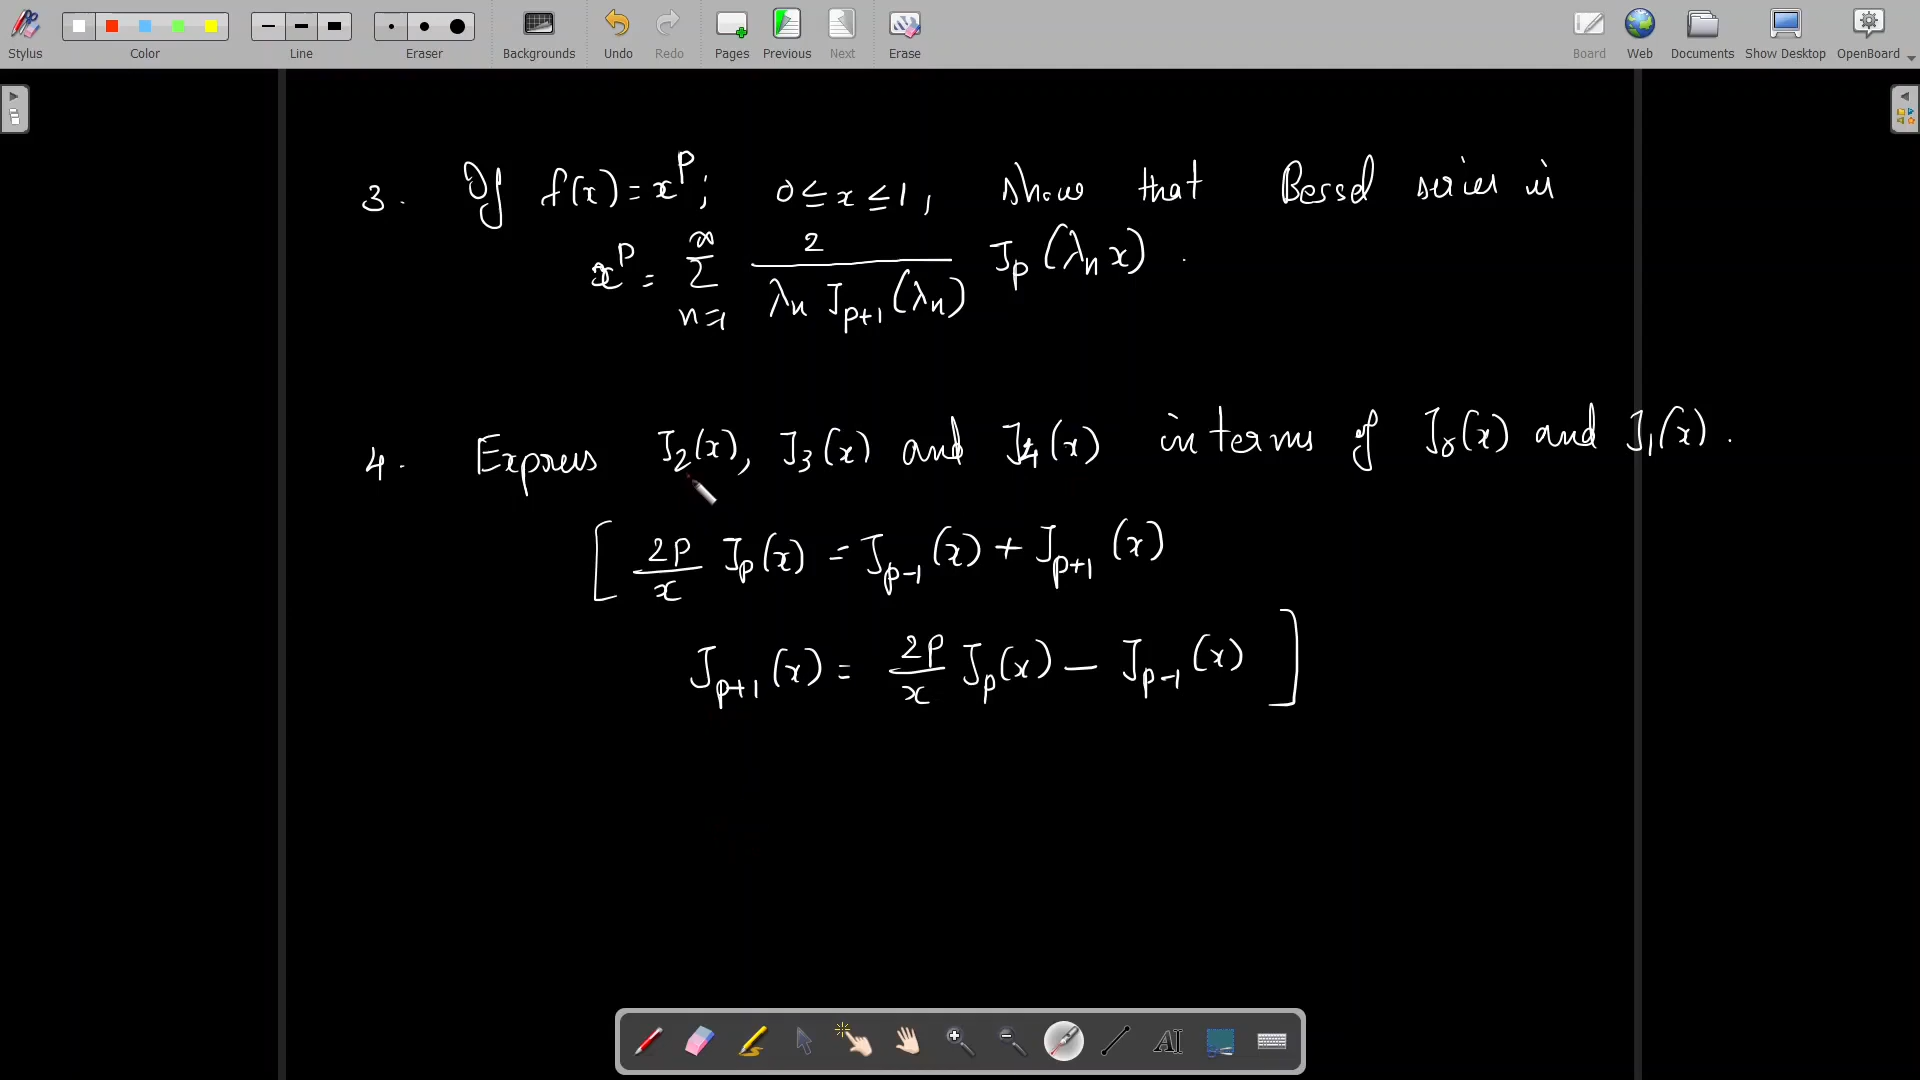 Stylus Color Line Eraser Backgrounds Undo Redo Pages Previous Next Erase Board Web Documents Show Desktop OpenBoard
3. If f(x) = x^p; 0 ≤ x ≤ 1, show that Bessel series is
x^p = ∑_{n=1}^{∞} \frac{2}{λ_n J_{p+1}(λ_n)} J_p(λ_n x).
4. Express J_2(x), J_3(x) and J_4(x) in terms of J_0(x) and J_1(x).
[ \frac{2p}{x} J_p(x) = J_{p-1}(x) + J_{p+1}(x)
J_{p+1}(x) = \frac{2p}{x} J_p(x) - J_{p-1}(x) ]